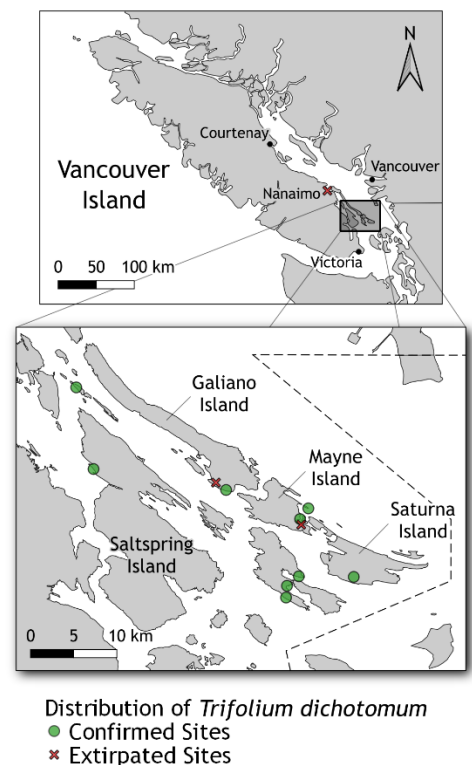 N
Courtenay
Vancouver
Vancouver
Island
Nanaimo
Victoria
0 50 100 km
Galiano
Island
Mayne
Island
Saturna
Island
Saltspring
Island
0 5 10 km
Distribution of Trifolium dichotomum
Confirmed Sites
Extirpated Sites